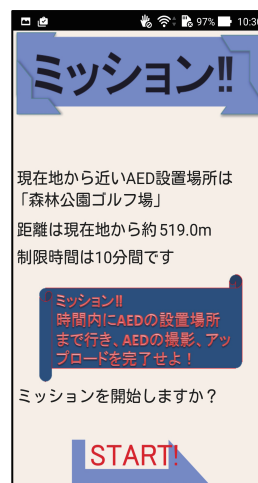 97% 10:30
ミッション!!
現在地から近いAED設置場所は
「森林公園ゴルフ場」
距離は現在地から約519.0m
制限時間は10分間です
ミッション!!
時間内にAEDの設置場所
まで行き、AEDの撮影、アッ
プロードを完了せよ！
ミッションを開始しますか？
START!